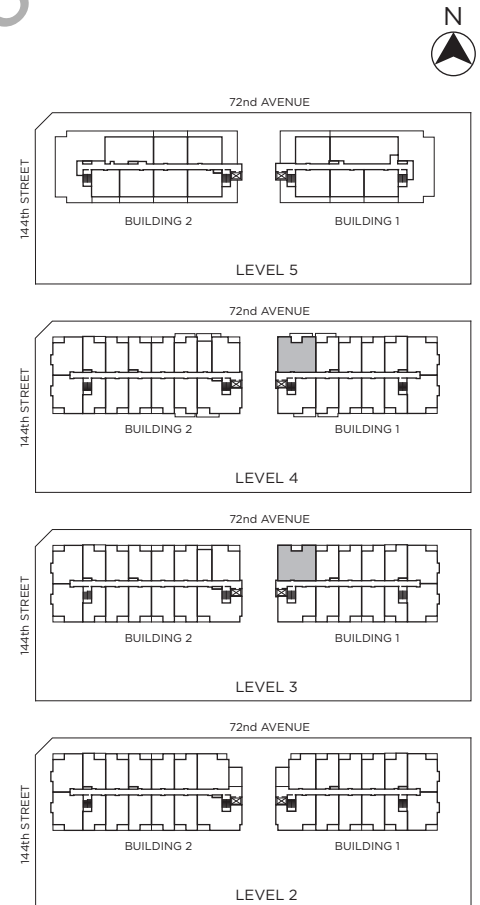 N
72nd AVENUE
144th STREET
BUILDING 2
BUILDING 1
LEVEL 5
72nd AVENUE
144th STREET
BUILDING 2
BUILDING 1
LEVEL 4
72nd AVENUE
144th STREET
BUILDING 2
BUILDING 1
LEVEL 3
72nd AVENUE
144th STREET
BUILDING 2
BUILDING 1
LEVEL 2